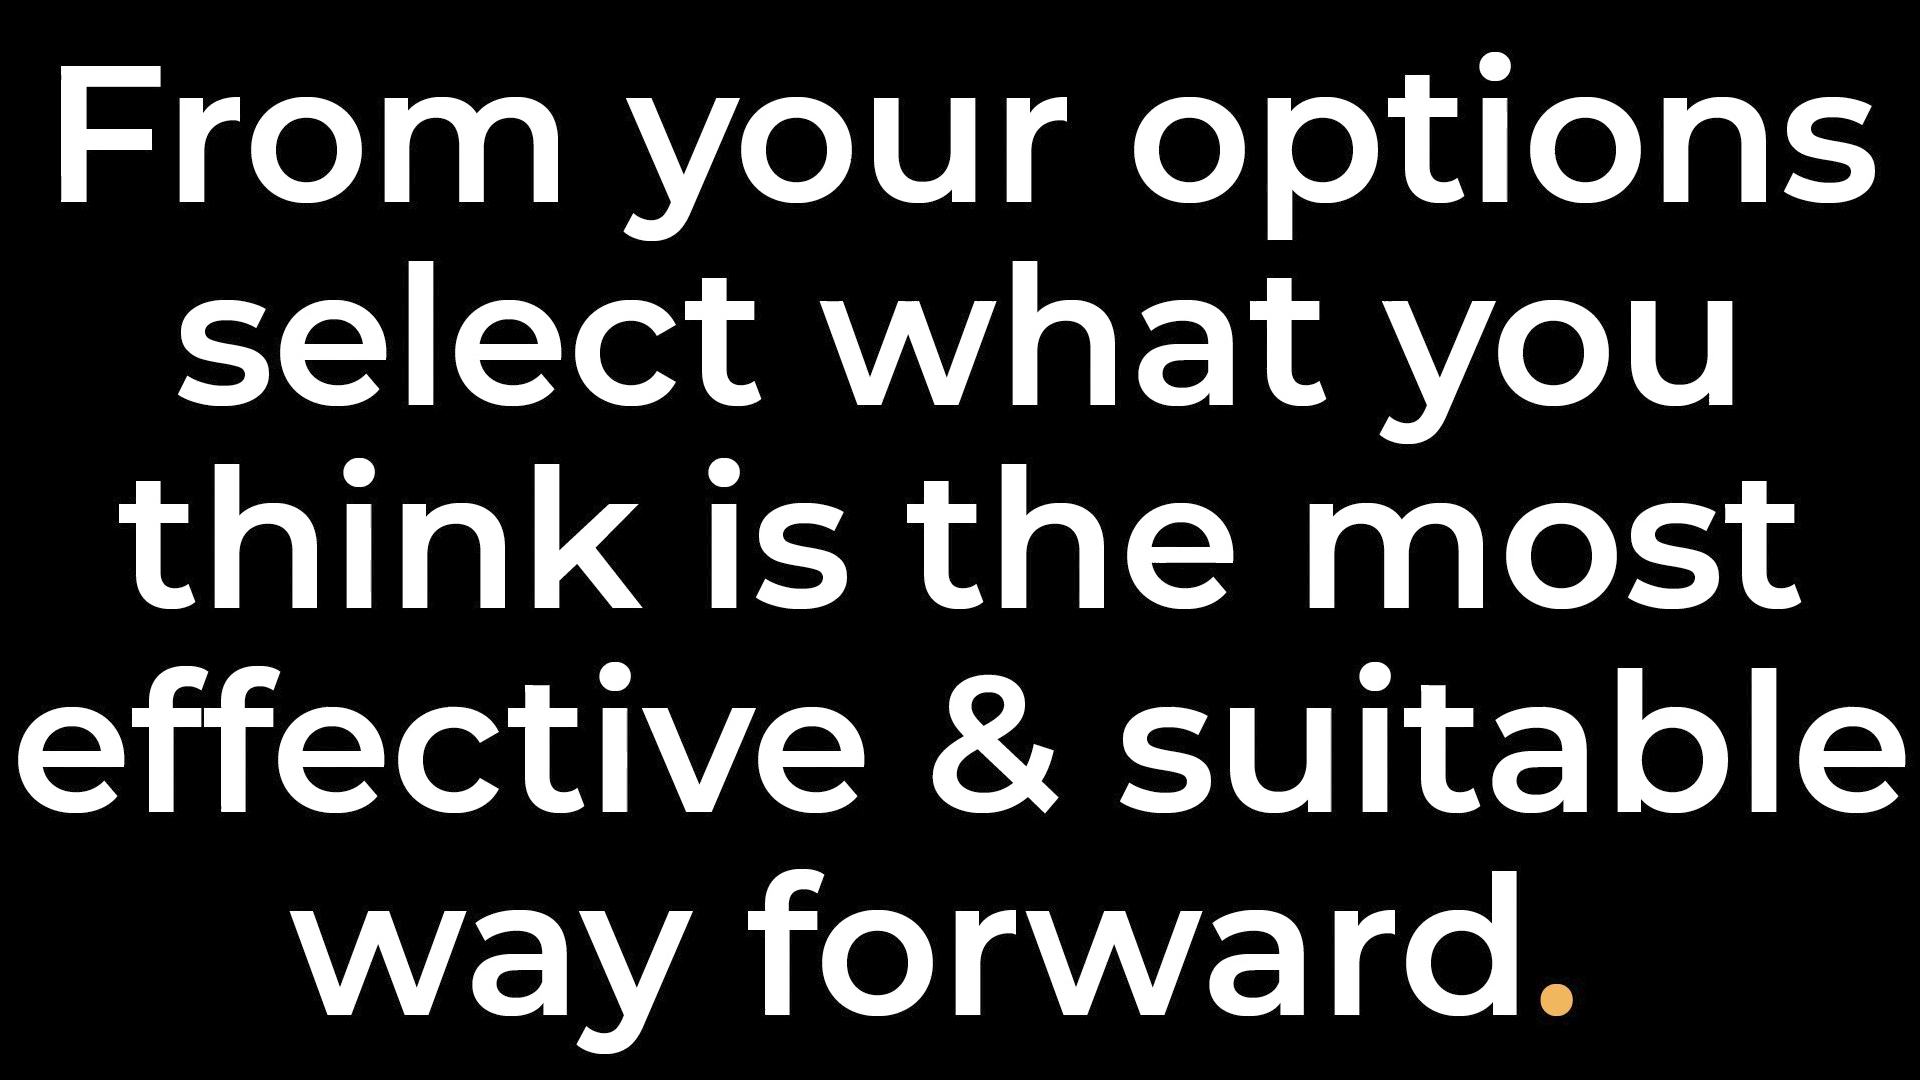 From your options
select what you
think is the most
effective & suitable
way forward.